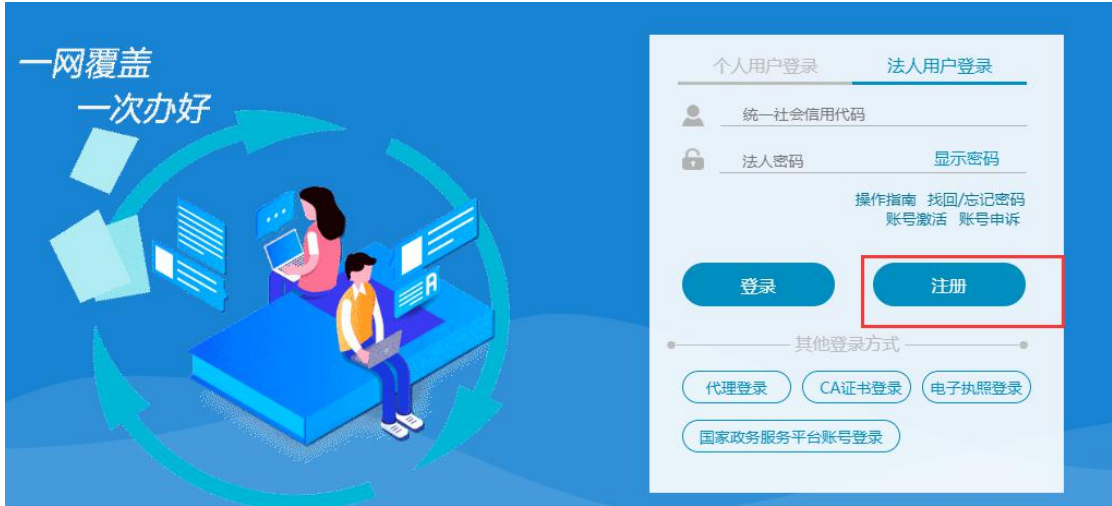 一网覆盖
一次办好
个人用户登录 法人用户登录
统一社会信用代码
法人密码 显示密码
操作指南 找回/忘记密码
账号激活 账号申诉
登录 注册
其他登录方式
代理登录 CA证书登录 电子执照登录
国家政务服务平台账号登录
A